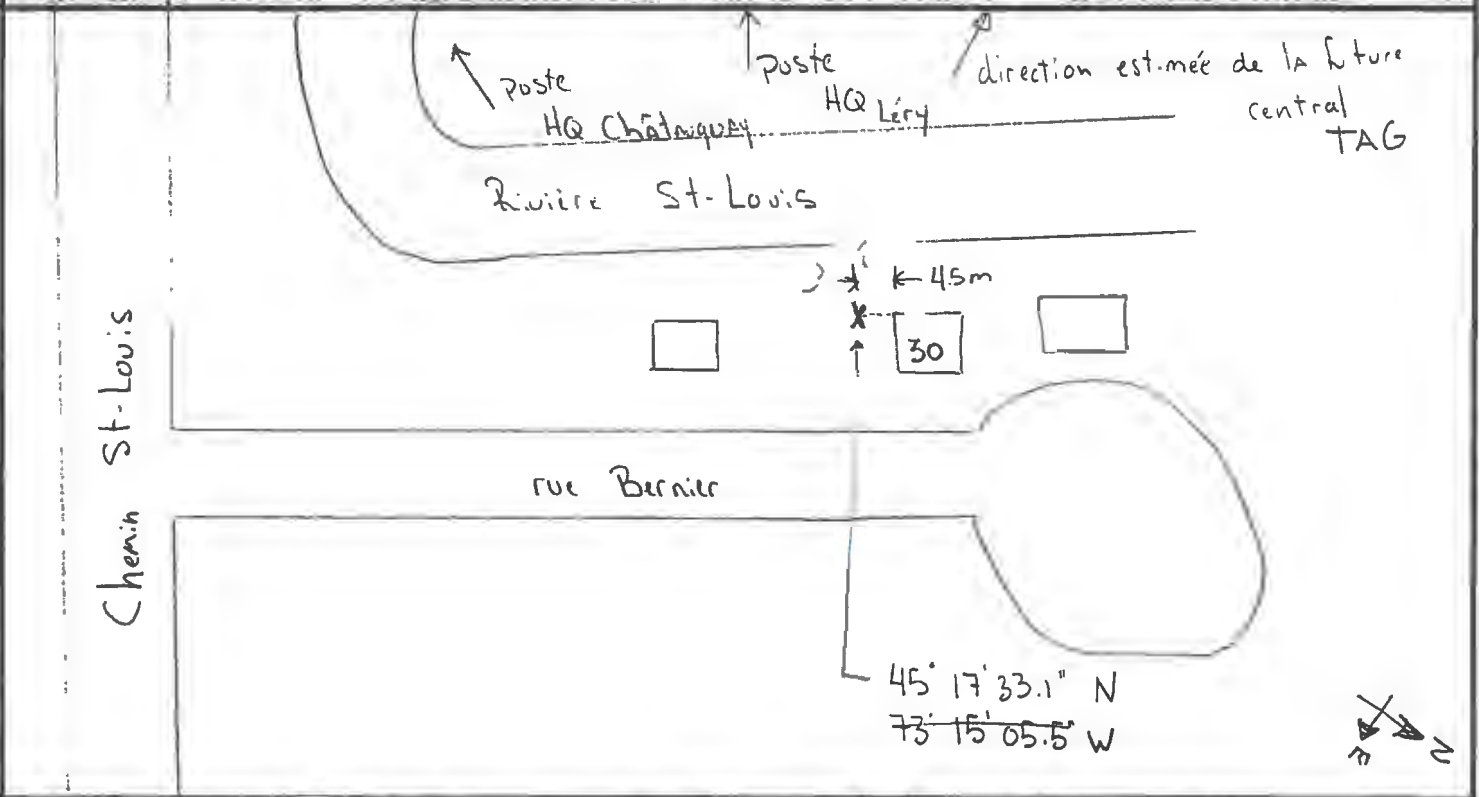 poste
HQ Châtauguay
poste
HQ Léry
direction estimée de la future
central
TAG
Rivière St-Louis
4.5m
X
30
Chemin St-Louis
rue Bernier
45° 17' 33.1" N
73° 15' 05.5" W
N